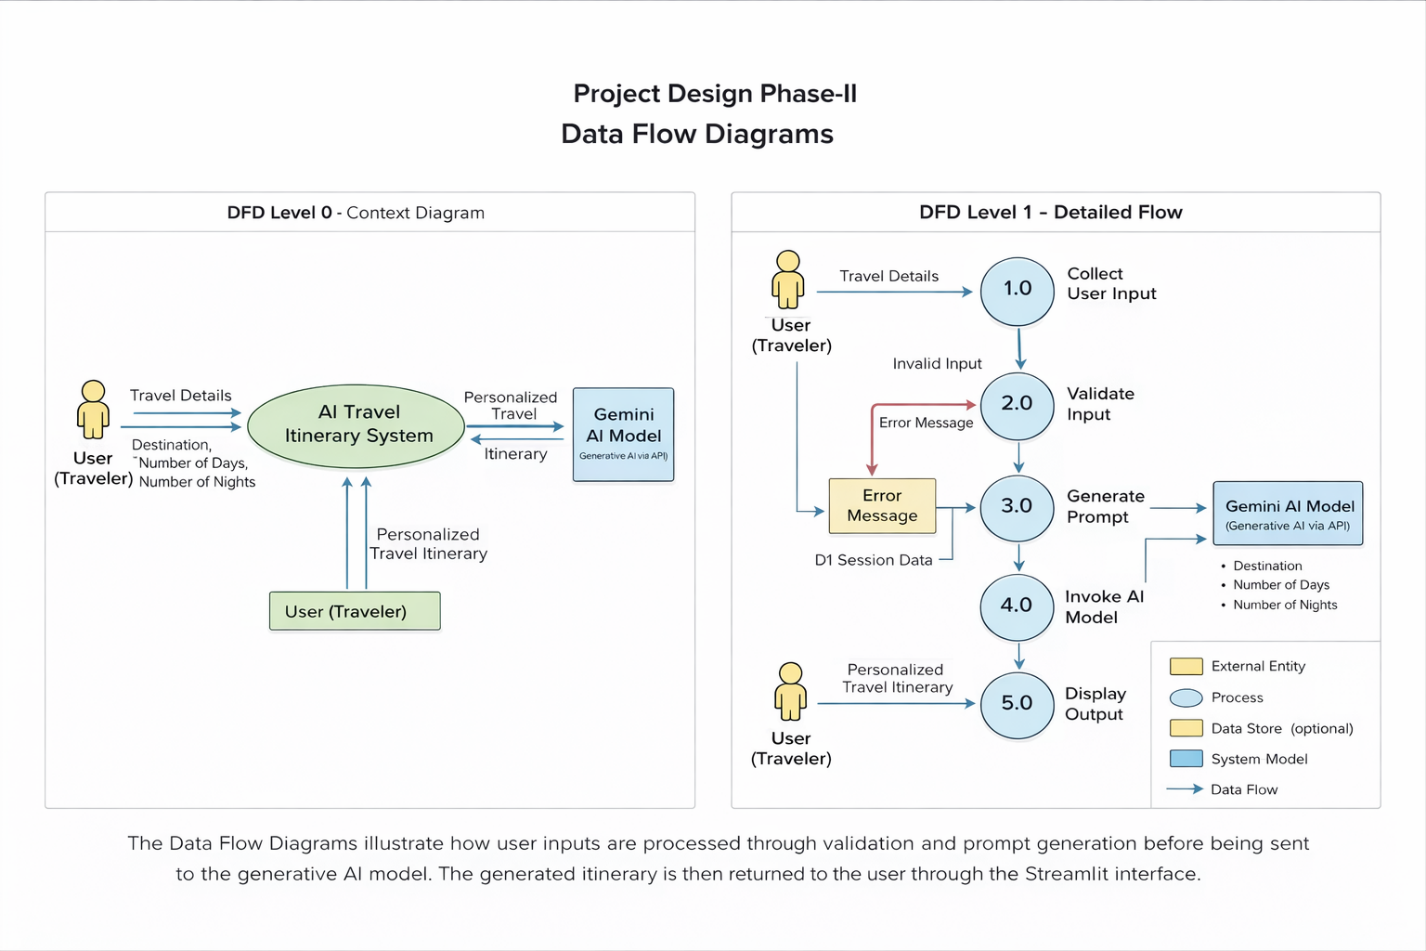 Project Design Phase-II
Data Flow Diagrams
DFD Level 0 - Context Diagram
Travel Details
Destination,
Number of Days,
Number of Nights
User
(Traveler)
AI Travel
Itinerary System
Personalized
Travel
Itinerary
Gemini
AI Model
Generative AI via API)
Personalized
Travel Itinerary
User (Traveler)
DFD Level 1 - Detailed Flow
User
(Traveler)
Travel Details
1.0
Collect
User Input
Invalid Input
2.0
Validate
Input
Error Message
Error
Message
3.0
Generate
Prompt
D1 Session Data
Gemini AI Model
(Generative AI via API)
• Destination
• Number of Days
• Number of Nights
4.0
Invoke AI
Model
Personalized
Travel Itinerary
5.0
Display
Output
User
(Traveler)
External Entity
Process
Data Store (optional)
System Model
Data Flow
The Data Flow Diagrams illustrate how user inputs are processed through validation and prompt generation before being sent
to the generative AI model. The generated itinerary is then returned to the user through the Streamlit interface.